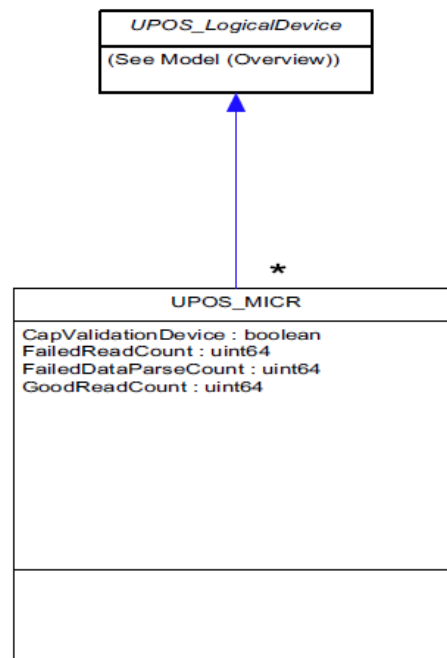 UPOS_LogicalDevice
(See Model (Overview))
*
UPOS_MICR
CapValidationDevice : boolean
FailedReadCount : uint64
FailedDataParseCount : uint64
GoodReadCount : uint64